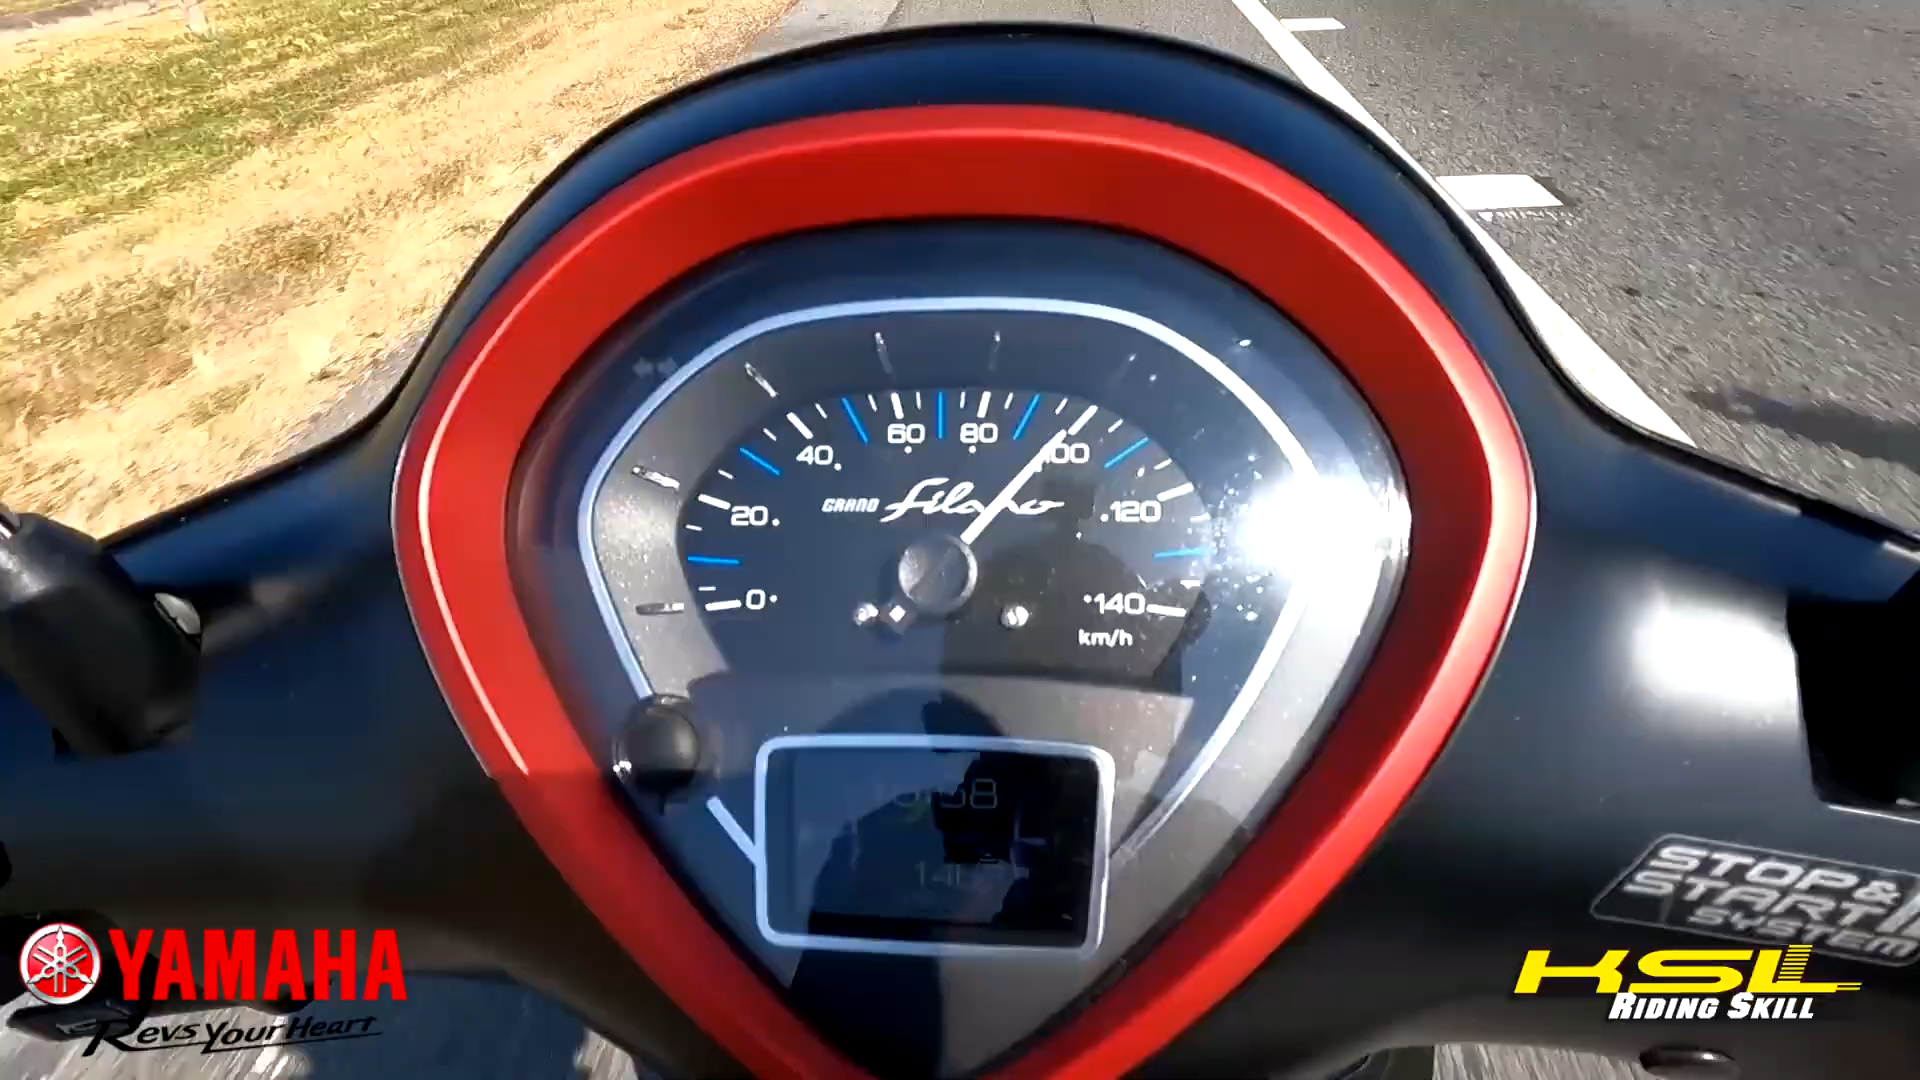 60 80
40 100
20 GRANO Filano 120
0 140
km/h
STOP &
START
SYSTEM
YAMAHA
Revs Your Heart
KSL
RIDING SKILL